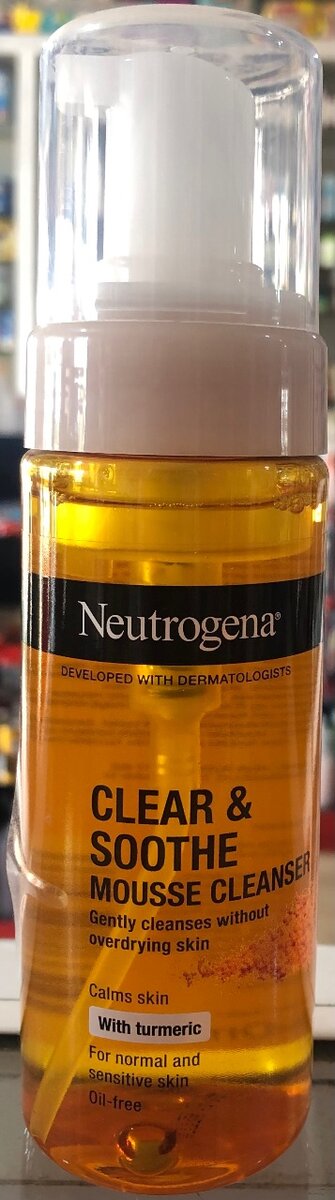 Neutrogena®
DEVELOPED WITH DERMATOLOGISTS
CLEAR &
SOOTHE
MOUSSE CLEANSER
Gently cleanses without
overdrying skin
Calms skin
With turmeric
For normal and
sensitive skin
Oil-free